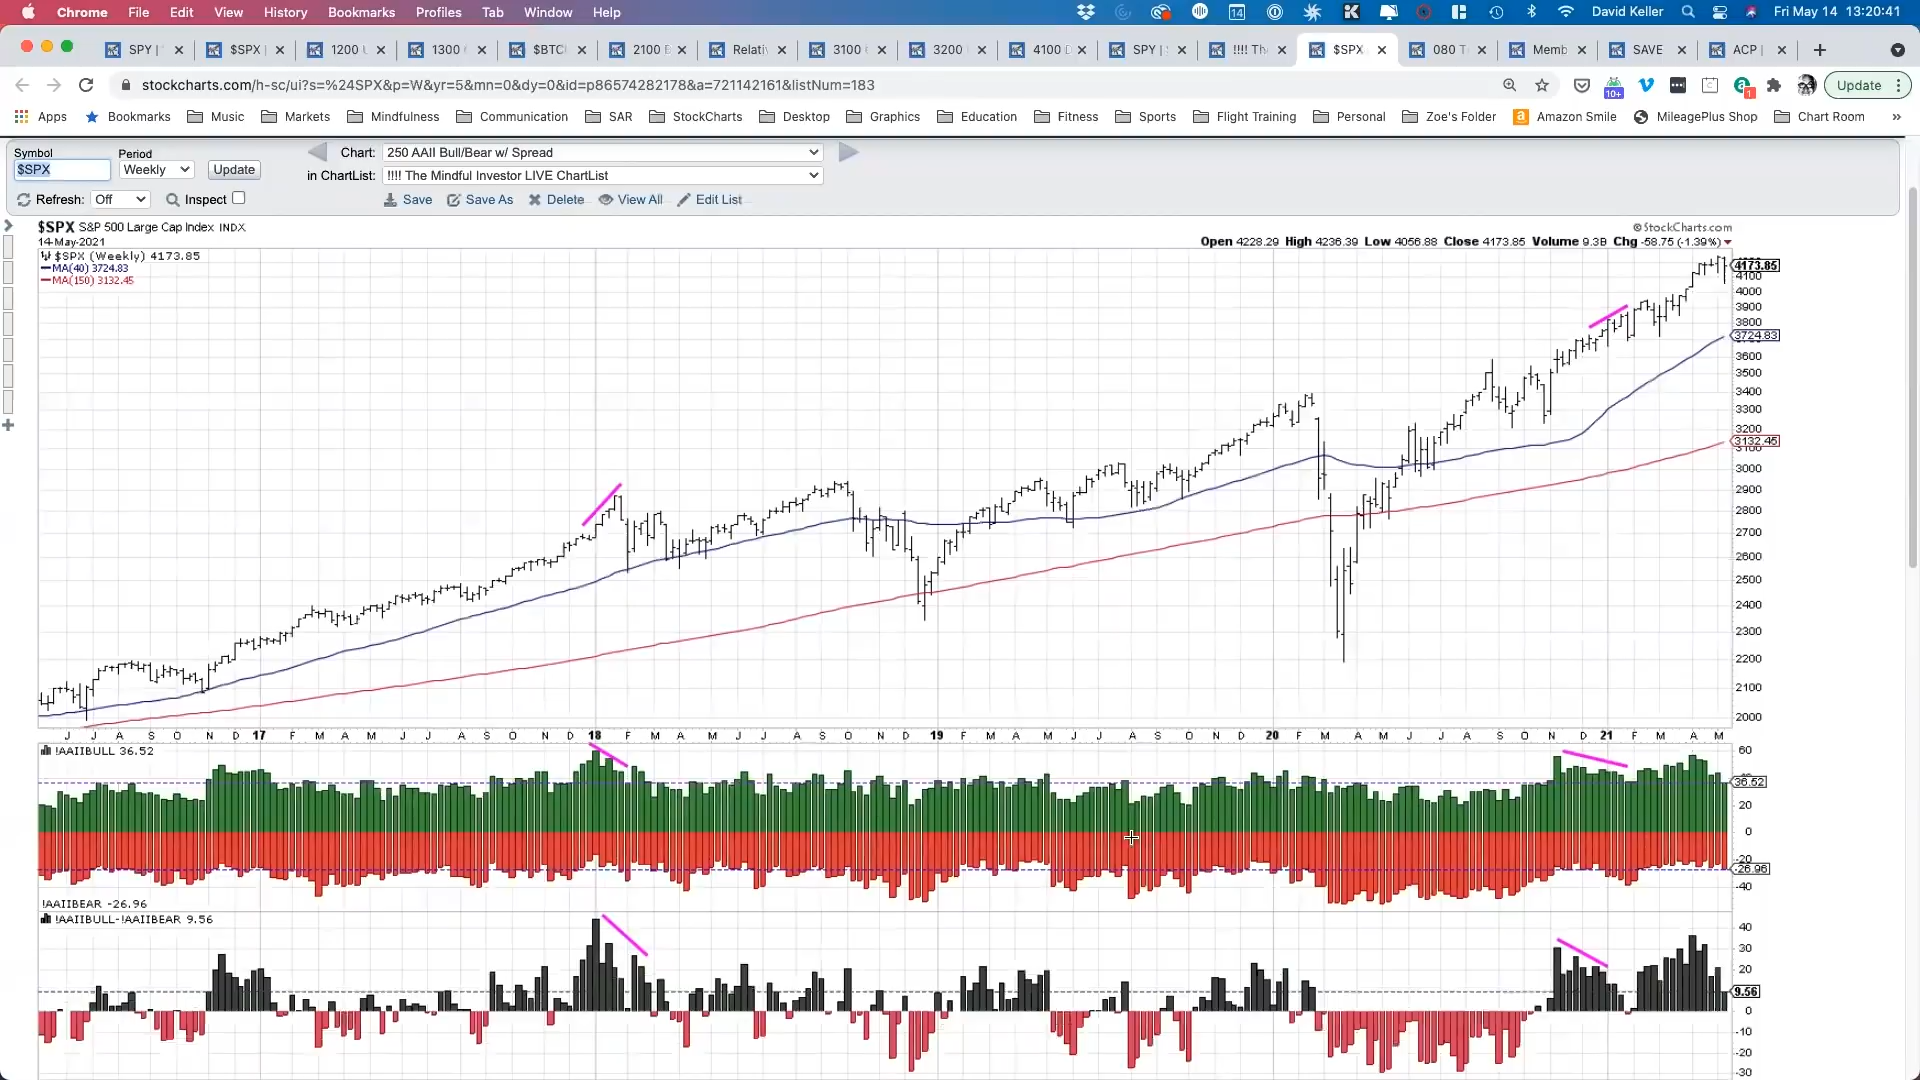 Chrome File Edit View History Bookmarks Profiles Tab Window Help 14 David Keller Fri May 14 13:20:41
SPY | $SPX | 1200 1300 $BTC 2100 Relati 3100 3200 4100 SPY | !!!! Th $SPX 080 T Memb SAVE ACP |
stockcharts.com/h-sc/ui?s=%24SPX&p=W&yr=5&mn=0&dy=0&id=p86574282178&a=721142161&listNum=183 10+ 1 Update
Apps Bookmarks Music Markets Mindfulness Communication SAR StockCharts Desktop Graphics Education Fitness Sports Flight Training Personal Zoe's Folder Amazon Smile MileagePlus Shop Chart Room »
Symbol Period Chart: 250 AAII Bull/Bear w/ Spread
$SPX Weekly Update in ChartList: !!!! The Mindful Investor LIVE ChartList
Refresh: Off Inspect Save Save As Delete View All Edit List
$SPX S&P 500 Large Cap Index INDX ©StockCharts.com
14-May-2021 Open 4228.29 High 4236.39 Low 4056.88 Close 4173.85 Volume 9.3B Chg -58.75 (-1.39%)
$SPX (Weekly) 4173.85
MA(40) 3724.83
MA(150) 3132.45
4173.85
4100
4000
3900
3800
3724.83
3600
3500
3400
3300
3200
3132.45
3100
3000
2900
2800
2700
2600
2500
2400
2300
2200
2100
2000
J J A S O N D 17 F M A M J J A S O N D 18 F M A M J J A S O N D 19 F M A M J J A S O N D 20 F M A M J J A S O N D 21 F M A M
!AAIIBULL 36.52
60
36.52
20
0
-20
-26.96
-40
!AAIIBEAR -26.96
!AAIIBULL-!AAIIBEAR 9.56
40
30
20
9.56
0
-10
-20
-30